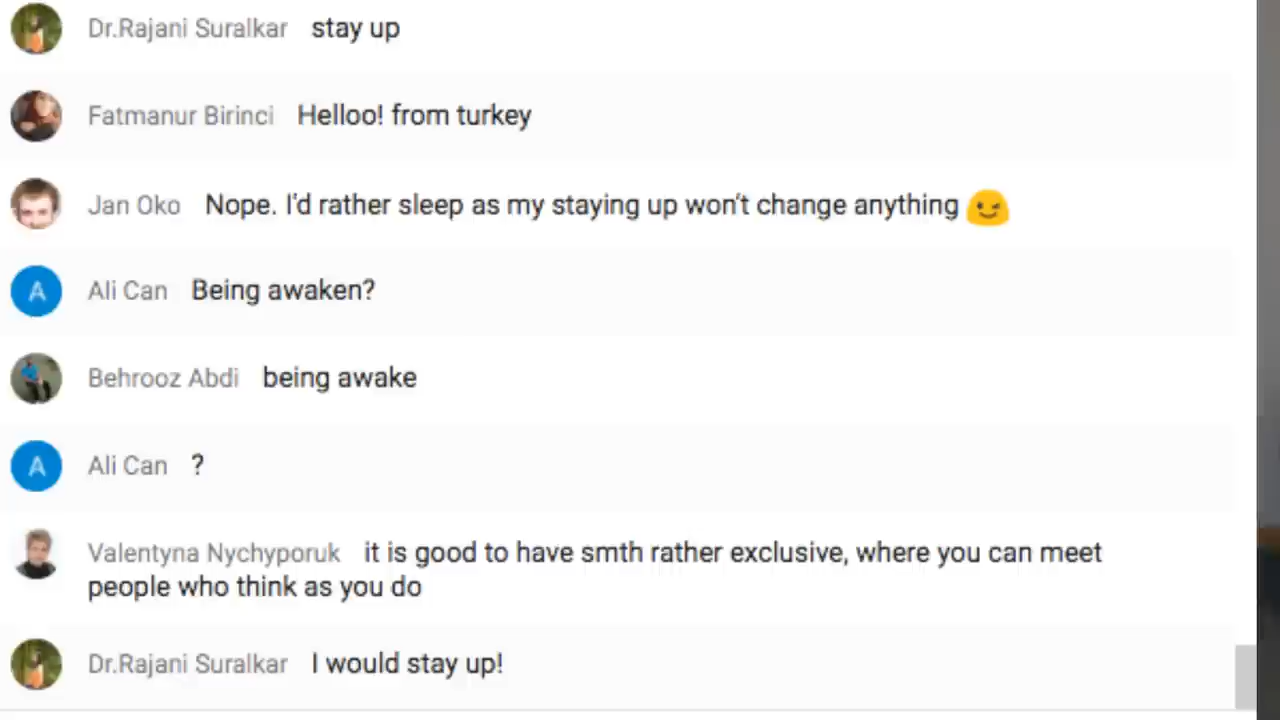 Dr.Rajani Suralkar stay up
Fatmanur Birinci Helloo! from turkey
Jan Oko Nope. I'd rather sleep as my staying up won't change anything 😉
A Ali Can Being awaken?
Behrooz Abdi being awake
A Ali Can ?
Valentyna Nychyporuk it is good to have smth rather exclusive, where you can meet
people who think as you do
Dr.Rajani Suralkar I would stay up!